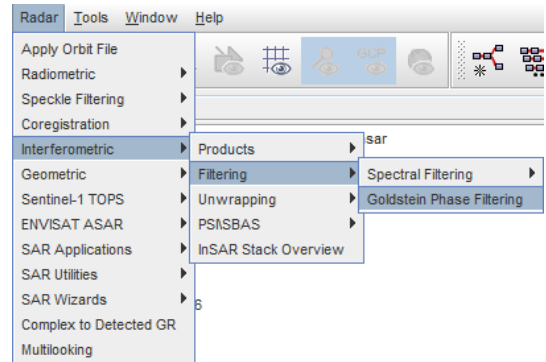 Radar Tools Window Help
GCP
Apply Orbit File
Radiometric
Speckle Filtering
Coregistration
Interferometric
Geometric
Sentinel-1 TOPS
ENVISAT ASAR
SAR Applications
SAR Utilities
SAR Wizards
Complex to Detected GR
Multilooking
sar
Products
Filtering
Unwrapping
PSI\SBAS
InSAR Stack Overview
Spectral Filtering
Goldstein Phase Filtering
6